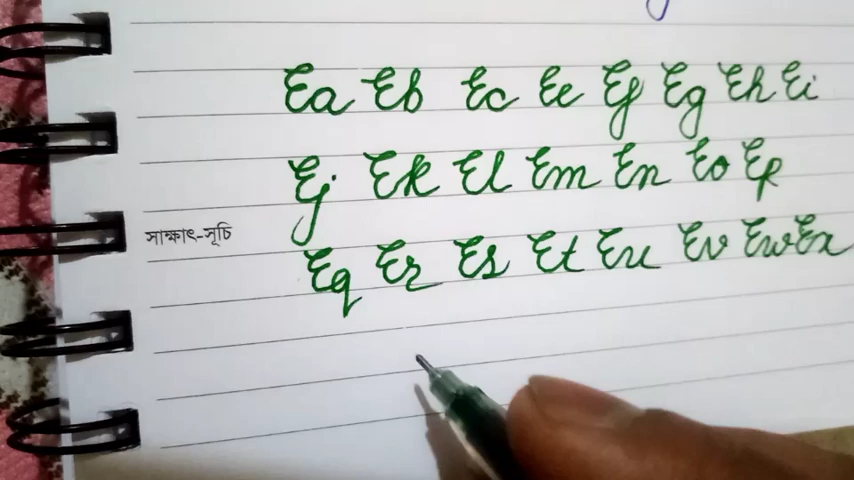 Ea Eb Ec Ee Ef Eg Eh Ei
Ej Ek El Em En Eo Ep
সাক্ষাৎ-সূচি
Eq Er Es Et Eu Ev Ew Ex